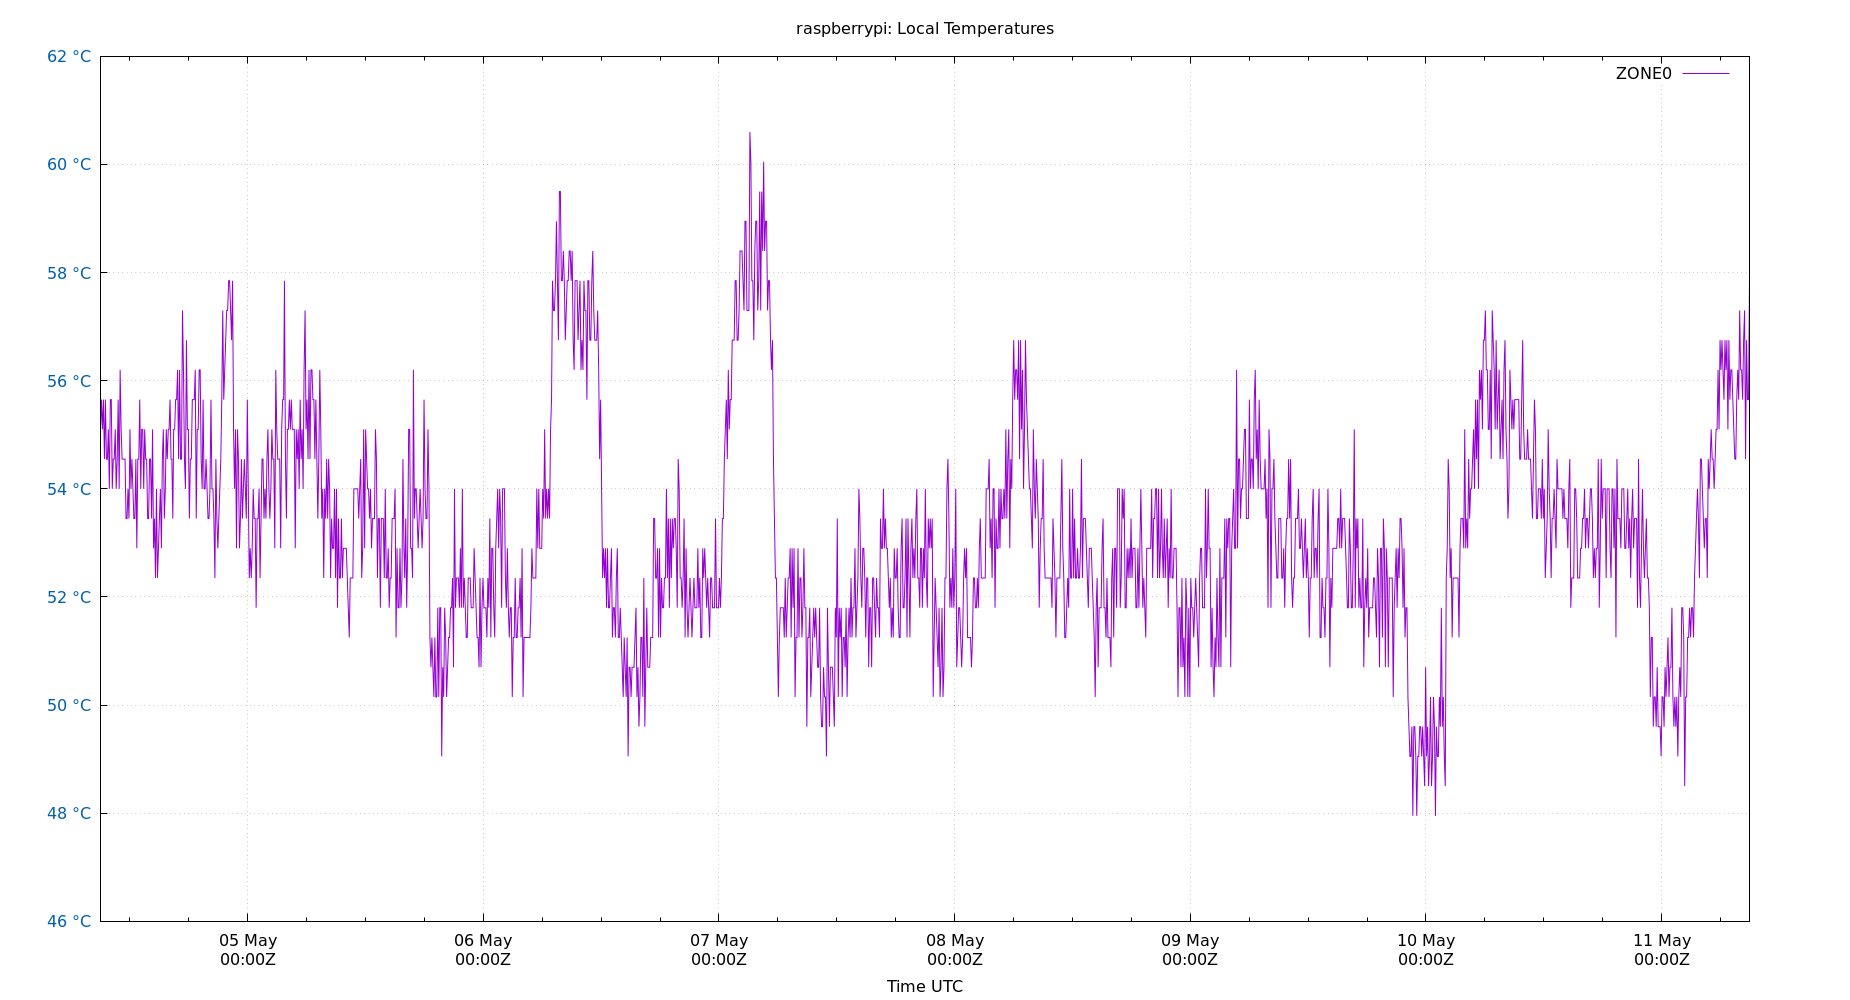 raspberrypi: Local Temperatures
62 °C
ZONE0
60 °C
58 °C
56 °C
54 °C
52 °C
50 °C
48 °C
46 °C
05 May 06 May 07 May 08 May 09 May 10 May 11 May
00:00Z 00:00Z 00:00Z 00:00Z 00:00Z 00:00Z 00:00Z
Time UTC